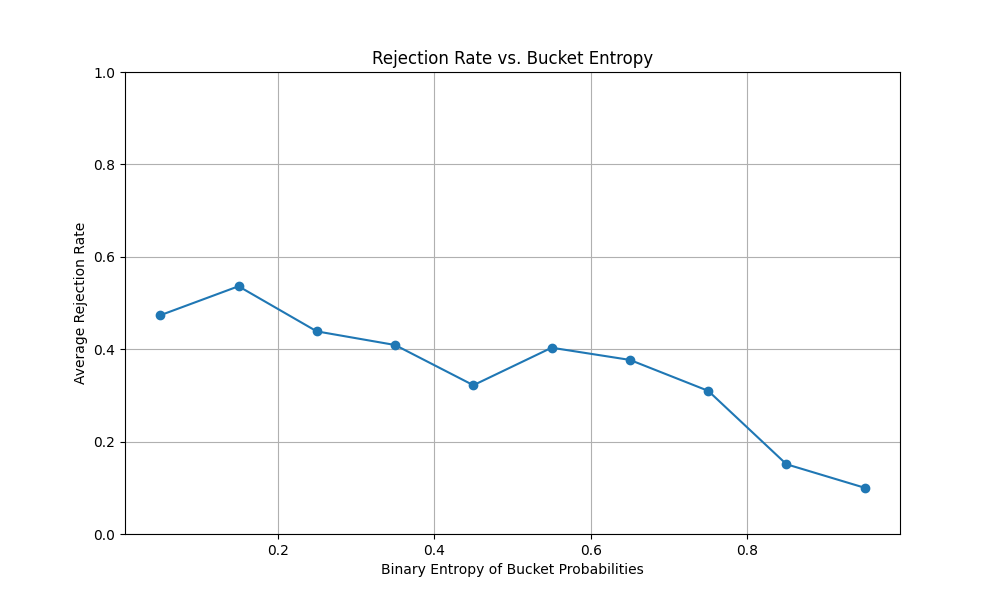 Rejection Rate vs. Bucket Entropy
1.0
0.8
0.6
0.4
0.2
0.0
Average Rejection Rate
0.2 0.4 0.6 0.8
Binary Entropy of Bucket Probabilities